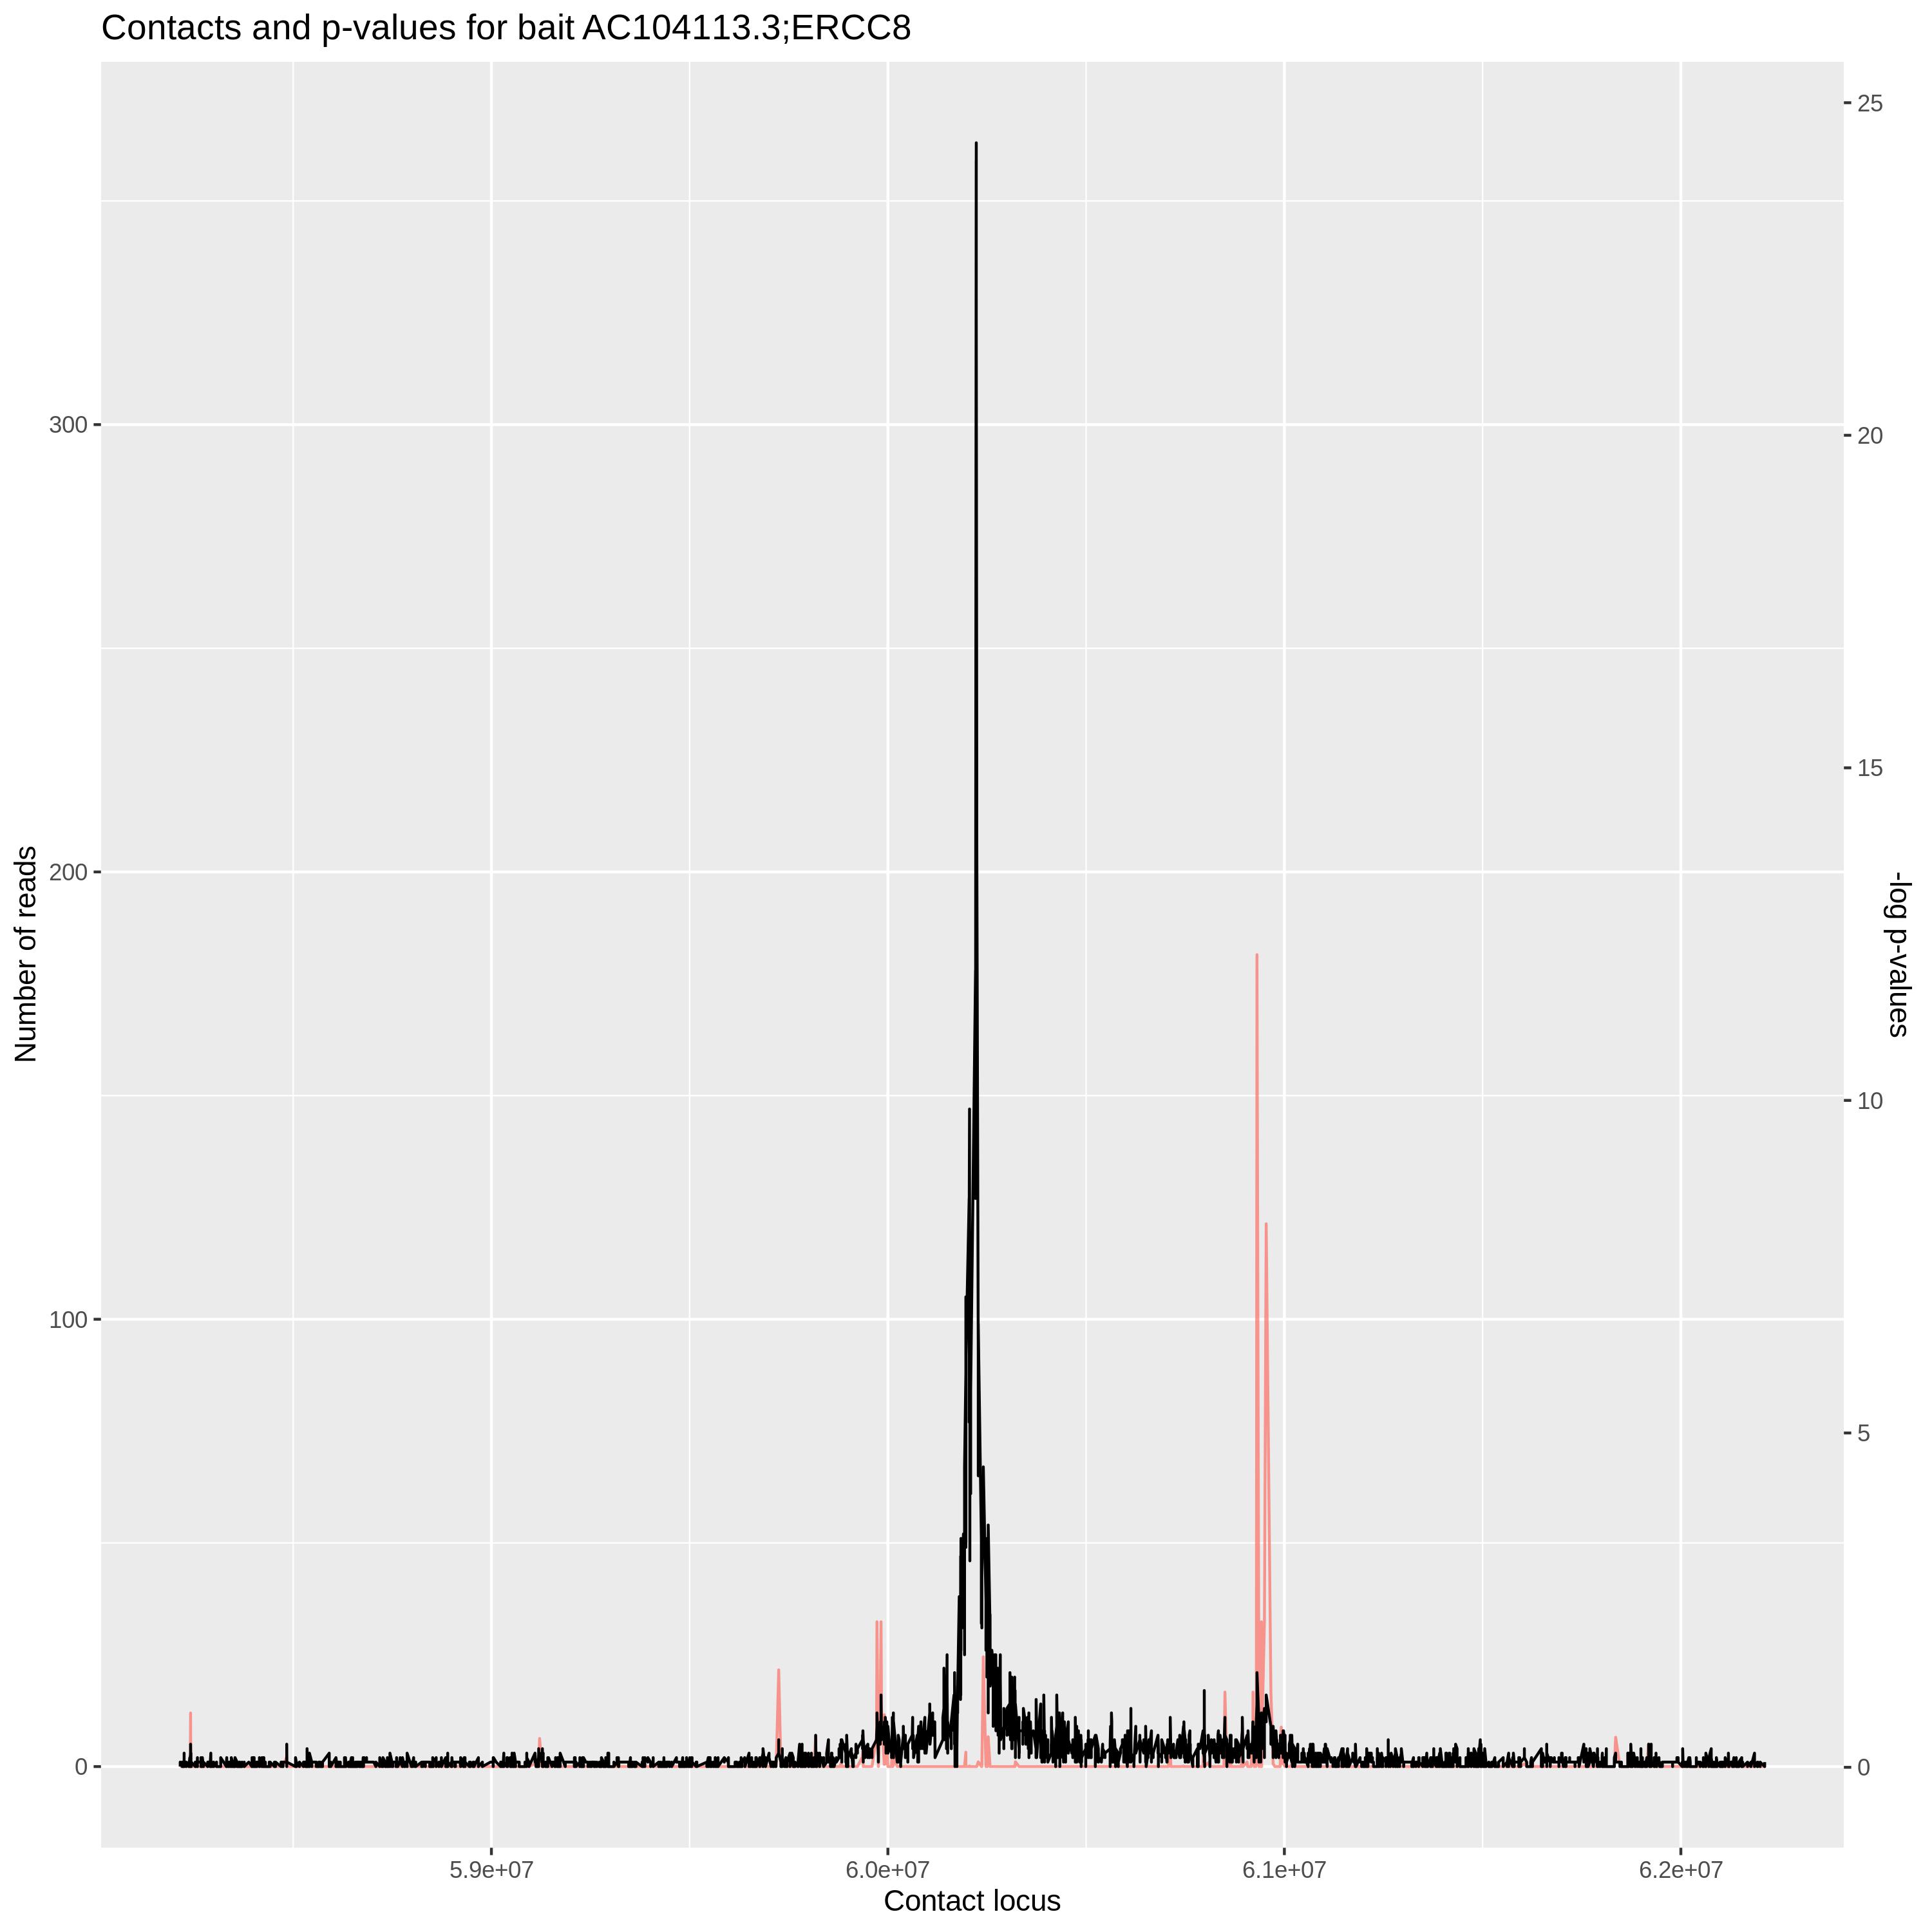 Contacts and p-values for bait AC104113.3;ERCC8
25
300
20
15
200
Number of reads
-log p-values
10
100
5
0
0
5.9e+07
6.0e+07
6.1e+07
6.2e+07
Contact locus